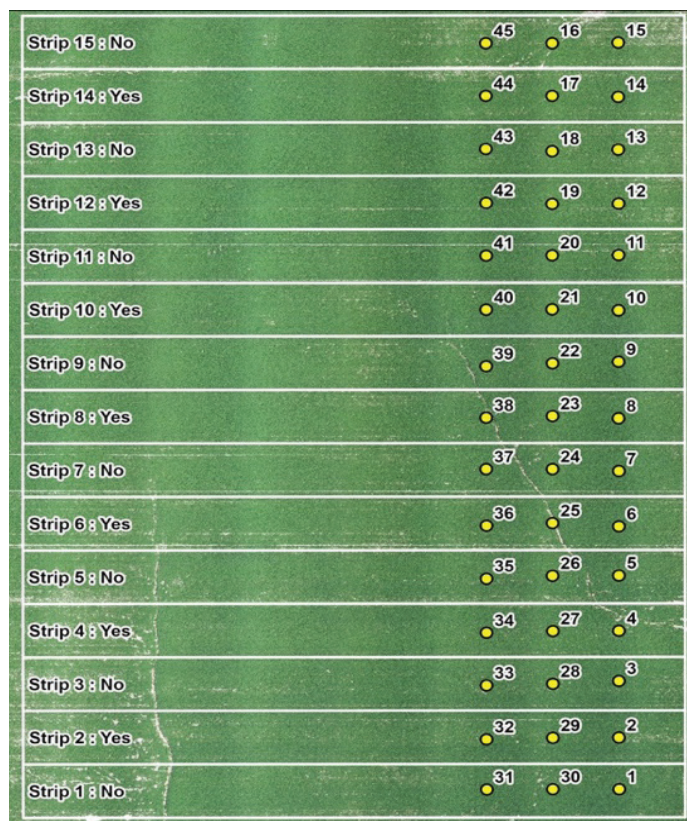 Strip 15 : No 45 16 15
Strip 14 : Yes 44 17 14
Strip 13 : No 43 18 13
Strip 12 : Yes 42 19 12
Strip 11 : No 41 20 11
Strip 10 : Yes 40 21 10
Strip 9 : No 39 22 9
Strip 8 : Yes 38 23 8
Strip 7 : No 37 24 7
Strip 6 : Yes 36 25 6
Strip 5 : No 35 26 5
Strip 4 : Yes 34 27 4
Strip 3 : No 33 28 3
Strip 2 : Yes 32 29 2
Strip 1 : No 31 30 1